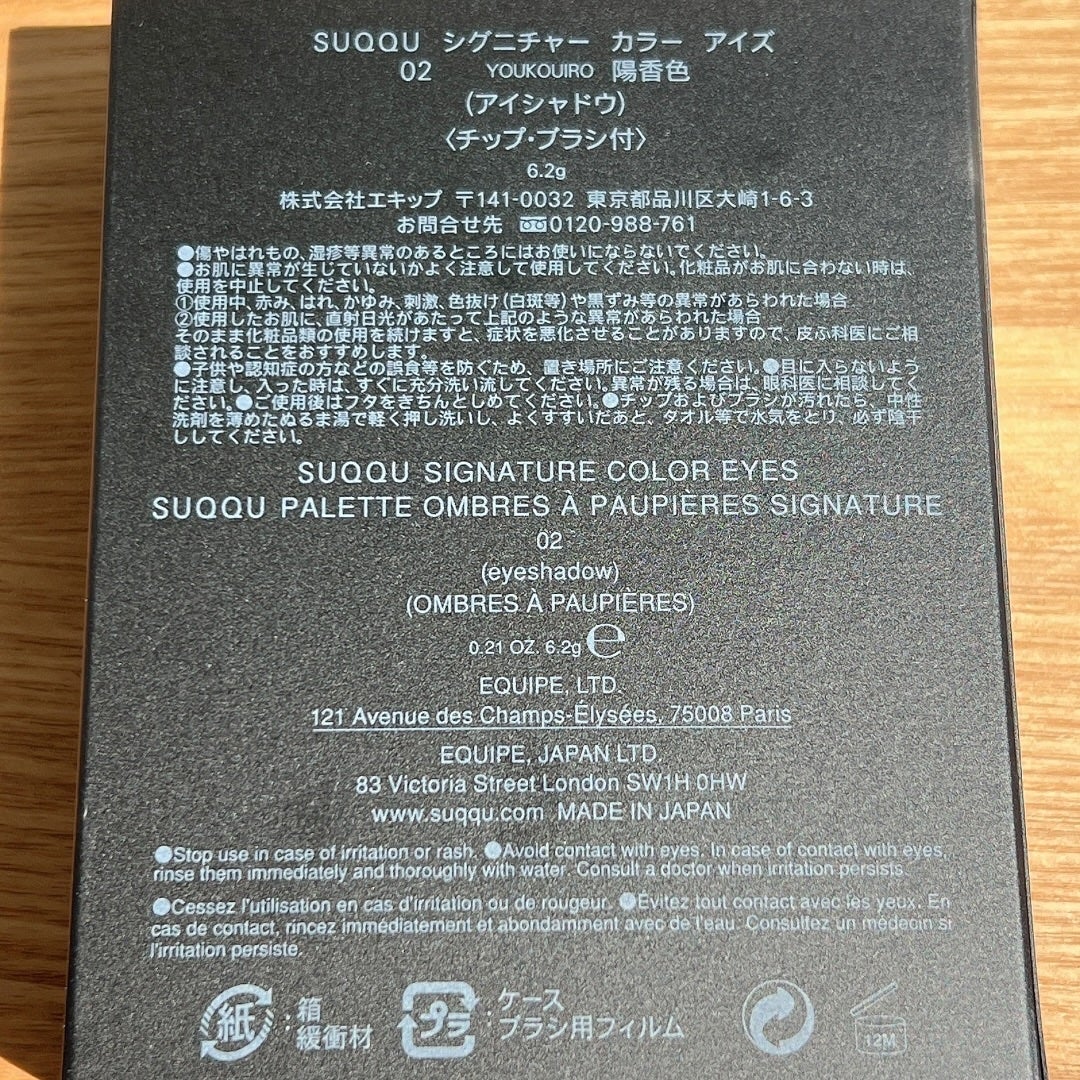 SUQQU シグニチャー カラー アイズ
02 YOUKOUIRO 陽香色
(アイシャドウ)
〈チップ・ブラシ付〉
6.2g
株式会社エキップ 〒141-0032 東京都品川区大崎1-6-3
お問合せ先 0120-988-761
●傷やはれもの、湿疹等異常のあるところにはお使いにならないでください。
●お肌に異常が生じていないかよく注意して使用してください。化粧品がお肌に合わない時は、
使用を中止してください。
①使用中、赤み、はれ、かゆみ、刺激、色抜け(白斑等)や黒ずみ等の異常があらわれた場合
②使用したお肌に、直射日光があたって上記のような異常があらわれた場合
そのまま化粧品類の使用を続けますと、症状を悪化させることがありますので、皮ふ科医にご相
談されることをおすすめします。
●子供や認知症の方などの誤食等を防ぐため、置き場所にご注意ください。●目に入らないよう
に注意し、入った時は、すぐに充分洗い流してください。異常が残る場合は、眼科医に相談してく
ださい。●ご使用後はフタをきちんとしめてください。●チップおよびブラシが汚れたら、中性
洗剤を薄めたぬるま湯で軽く押し洗いし、よくすすいだあと、タオル等で水気をとり、必ず陰干
ししてください。
SUQQU SIGNATURE COLOR EYES
SUQQU PALETTE OMBRES À PAUPIÈRES SIGNATURE
02
(eyeshadow)
(OMBRES À PAUPIÈRES)
0.21 OZ. 6.2g ℮
EQUIPE, LTD.
121 Avenue des Champs-Élysées, 75008 Paris
EQUIPE, JAPAN LTD.
83 Victoria Street London SW1H 0HW
www.suqqu.com MADE IN JAPAN
●Stop use in case of irritation or rash. ●Avoid contact with eyes. In case of contact with eyes,
rinse them immediately and thoroughly with water. Consult a doctor when irritation persists.
●Cessez l'utilisation en cas d'irritation ou de rougeur. ●Évitez tout contact avec les yeux. En
cas de contact, rincez immédiatement et abondamment avec de l'eau. Consultez un médecin si
l'irritation persiste.
紙 : 箱
緩衝材
プラ : ケース
ブラシ用フィルム
12M